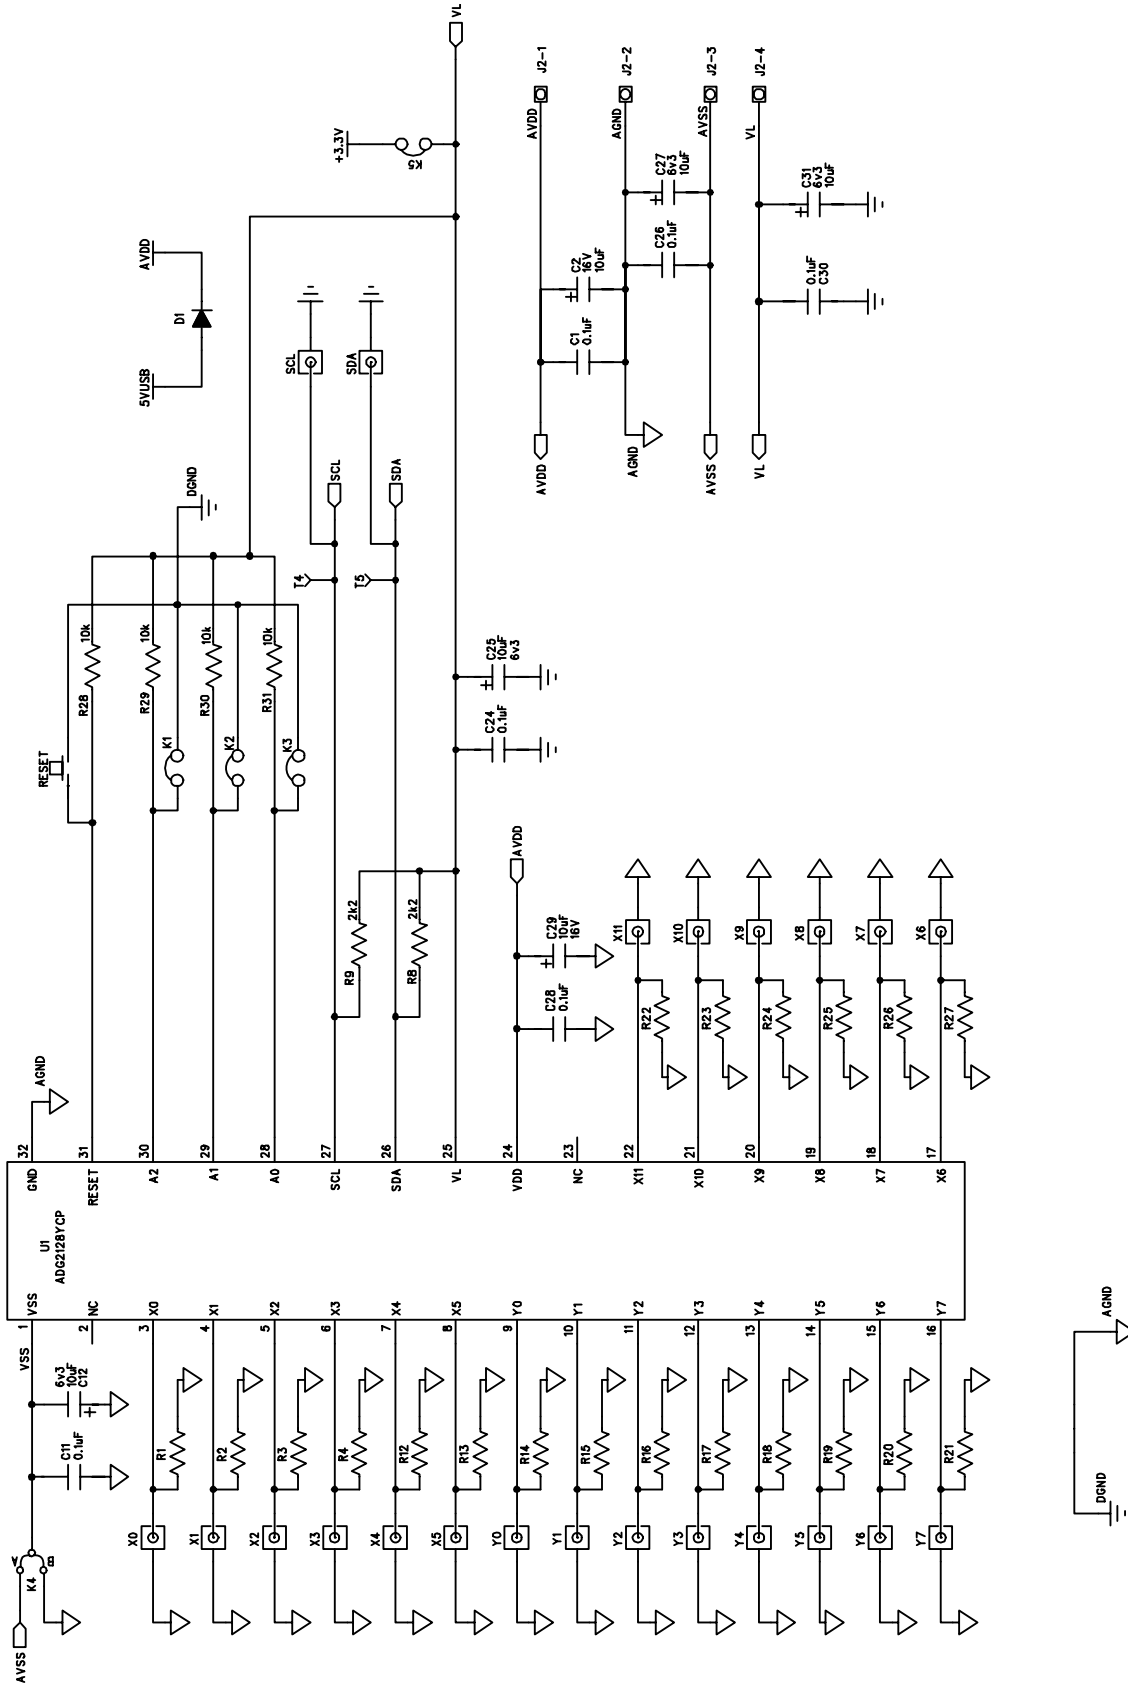 AVSS
K4
A
B
C11
0.1uF
6v3
10uF
C12
+
VSS
1
VSS
2
NC
3
X0
4
X1
5
X2
6
X3
7
X4
8
X5
9
Y0
10
Y1
11
Y2
12
Y3
13
Y4
14
Y5
15
Y6
16
Y7
X0
R1
X1
R2
X2
R3
X3
R4
X4
R12
X5
R13
Y0
R14
Y1
R15
Y2
R16
Y3
R17
Y4
R18
Y5
R19
Y6
R20
Y7
R21
U1
ADG2128YCP
GND
32
RESET
31
A2
30
A1
29
A0
28
SCL
27
SDA
26
VL
25
VDD
24
NC
23
X11
22
X10
21
X9
20
X8
19
X7
18
X6
17
AGND
RESET
R28
10k
R29
10k
R30
10k
R31
10k
K1
K2
K3
DGND
R9
2k2
R8
2k2
T4
T5
SCL
SDA
SCL
SDA
C24
0.1uF
+
C25
10uF
6v3
AVDD
C28
0.1uF
+
C29
10uF
16V
R22
X11
R23
X10
R24
X9
R25
X8
R26
X7
R27
X6
5VUSB
D1
AVDD
+3.3V
K5
VL
AVDD
C1
0.1uF
+
C2
16V
10uF
AVDD
J2-1
AGND
AGND
J2-2
C26
0.1uF
+
C27
6v3
10uF
AVSS
AVSS
J2-3
VL
0.1uF
C30
+
C31
6v3
10uF
VL
J2-4
DGND
AGND